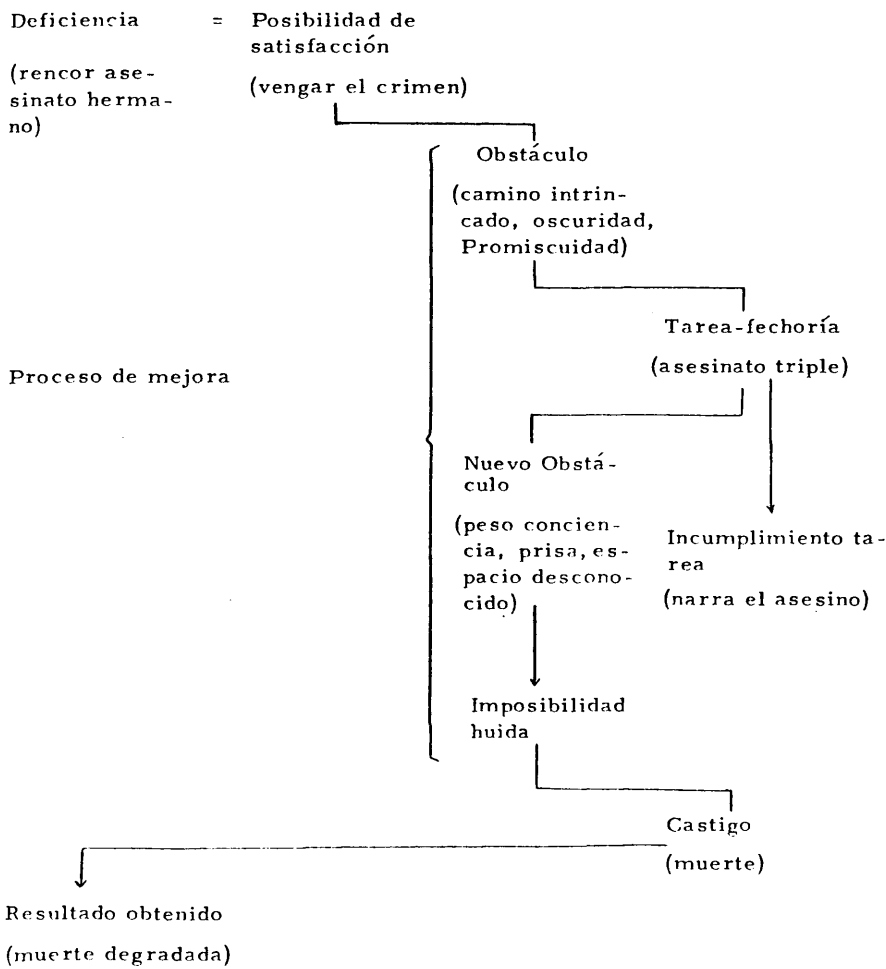 Deficiencia = Posibilidad de
satisfacción
(rencor ase-
sinato herma-
no)
(vengar el crimen)
Obstáculo
(camino intrin-
cado, oscuridad,
Promiscuidad)
Tarea-fechoría
(asesinato triple)
Proceso de mejora
Nuevo Obstá-
culo
(peso concien-
cia, prisa, es-
pacio descono-
cido)
Incumplimiento ta-
rea
(narra el asesino)
Imposibilidad
huida
Castigo
(muerte)
Resultado obtenido
(muerte degradada)